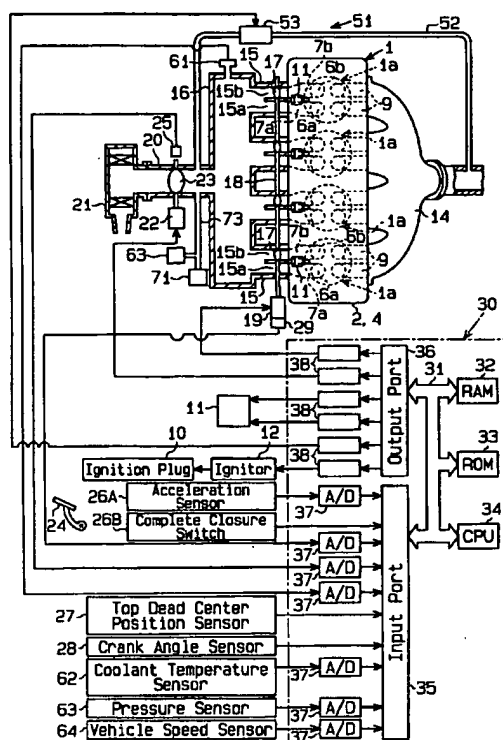 53
51
52
61
15
17
7b
1
16
15b
11
6b
1a
15a
9
25
20
7a
6a
1a
23
18
21
22
73
14
7b
6b
1a
63
17
15b
9
71
15a
11
1a
15
6a
7a
19
29
2, 4
30
38
36
31
32
RAM
11
38
Output Port
10
12
38
33
ROM
Ignition Plug
Ignitor
Acceleration Sensor
A/D
26A
37
24
26B
Complete Closure Switch
34
CPU
A/D
37
A/D
37
A/D
27
Top Dead Center Position Sensor
37
Input Port
28
Crank Angle Sensor
62
Coolant Temperature Sensor
A/D
37
35
63
Pressure Sensor
A/D
37
64
Vehicle Speed Sensor
A/D
37